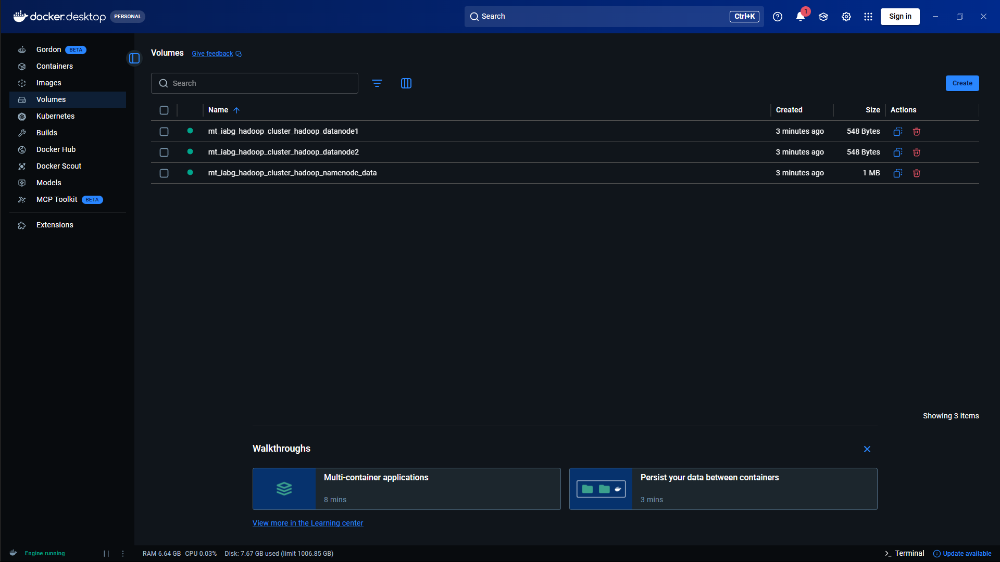 docker desktop PERSONAL
Search Ctrl+K
1
Sign in
Gordon BETA
Containers
Images
Volumes
Kubernetes
Builds
Docker Hub
Docker Scout
Models
MCP Toolkit BETA
Extensions
Volumes Give feedback
Search
Create
Name Created Size Actions
mt_iabg_hadoop_cluster_hadoop_datanode1 3 minutes ago 548 Bytes
mt_iabg_hadoop_cluster_hadoop_datanode2 3 minutes ago 548 Bytes
mt_iabg_hadoop_cluster_hadoop_namenode_data 3 minutes ago 1 MB
Showing 3 items
Walkthroughs
Multi-container applications
8 mins
Persist your data between containers
3 mins
View more in the Learning center
Engine running RAM 6.64 GB CPU 0.03% Disk: 7.67 GB used (limit 1006.85 GB) Terminal Update available